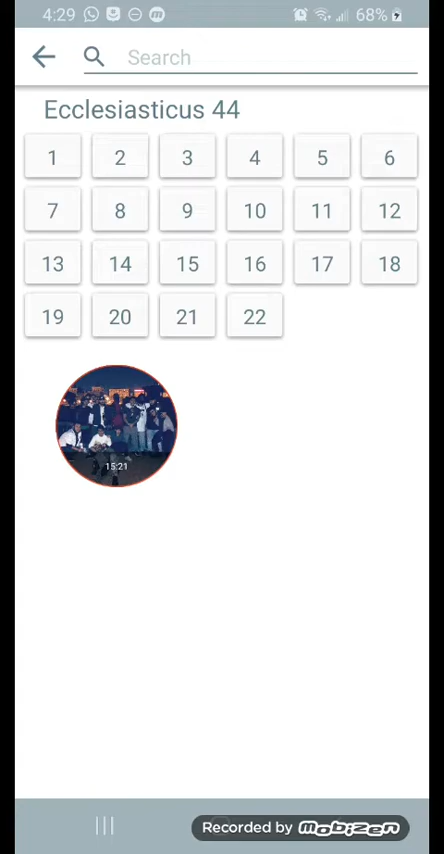 4:29 68%
Search
Ecclesiasticus 44
1 2 3 4 5 6
7 8 9 10 11 12
13 14 15 16 17 18
19 20 21 22
15:21
Recorded by mobizen